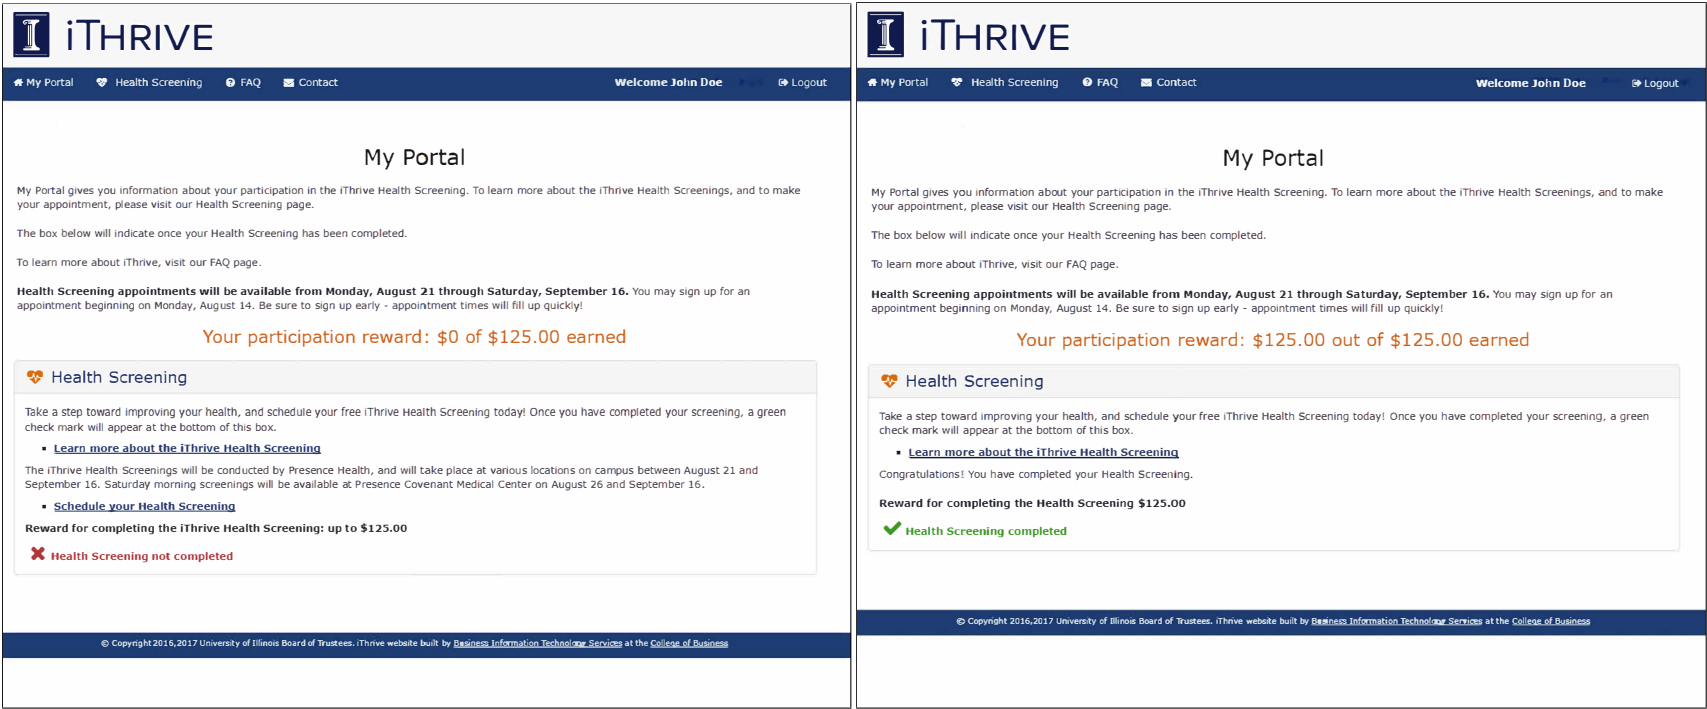 I iTHRIVE
My Portal Health Screening FAQ Contact Welcome John Doe Logout
My Portal
My Portal gives you information about your participation in the iThrive Health Screening. To learn more about the iThrive Health Screenings, and to make
your appointment, please visit our Health Screening page.
The box below will indicate once your Health Screening has been completed.
To learn more about iThrive, visit our FAQ page.
Health Screening appointments will be available from Monday, August 21 through Saturday, September 16. You may sign up for an
appointment beginning on Monday, August 14. Be sure to sign up early - appointment times will fill up quickly!
Your participation reward: $0 of $125.00 earned
Health Screening
Take a step toward improving your health, and schedule your free iThrive Health Screening today! Once you have completed your screening, a green
check mark will appear at the bottom of this box.
Learn more about the iThrive Health Screening
The iThrive Health Screenings will be conducted by Presence Health, and will take place at various locations on campus between August 21 and
September 16. Saturday morning screenings will be available at Presence Covenant Medical Center on August 26 and September 16.
Schedule your Health Screening
Reward for completing the iThrive Health Screening: up to $125.00
Health Screening not completed
© Copyright 2016,2017 University of Illinois Board of Trustees. iThrive website built by Business Information Technology Services at the College of Business
I iTHRIVE
My Portal Health Screening FAQ Contact Welcome John Doe Logout
My Portal
My Portal gives you information about your participation in the iThrive Health Screening. To learn more about the iThrive Health Screenings, and to make
your appointment, please visit our Health Screening page.
The box below will indicate once your Health Screening has been completed.
To learn more about iThrive, visit our FAQ page.
Health Screening appointments will be available from Monday, August 21 through Saturday, September 16. You may sign up for an
appointment beginning on Monday, August 14. Be sure to sign up early - appointment times will fill up quickly!
Your participation reward: $125.00 out of $125.00 earned
Health Screening
Take a step toward improving your health, and schedule your free iThrive Health Screening today! Once you have completed your screening, a green
check mark will appear at the bottom of this box.
Learn more about the iThrive Health Screening
Congratulations! You have completed your Health Screening.
Reward for completing the Health Screening $125.00
Health Screening completed
© Copyright 2016,2017 University of Illinois Board of Trustees. iThrive website built by Business Information Technology Services at the College of Business